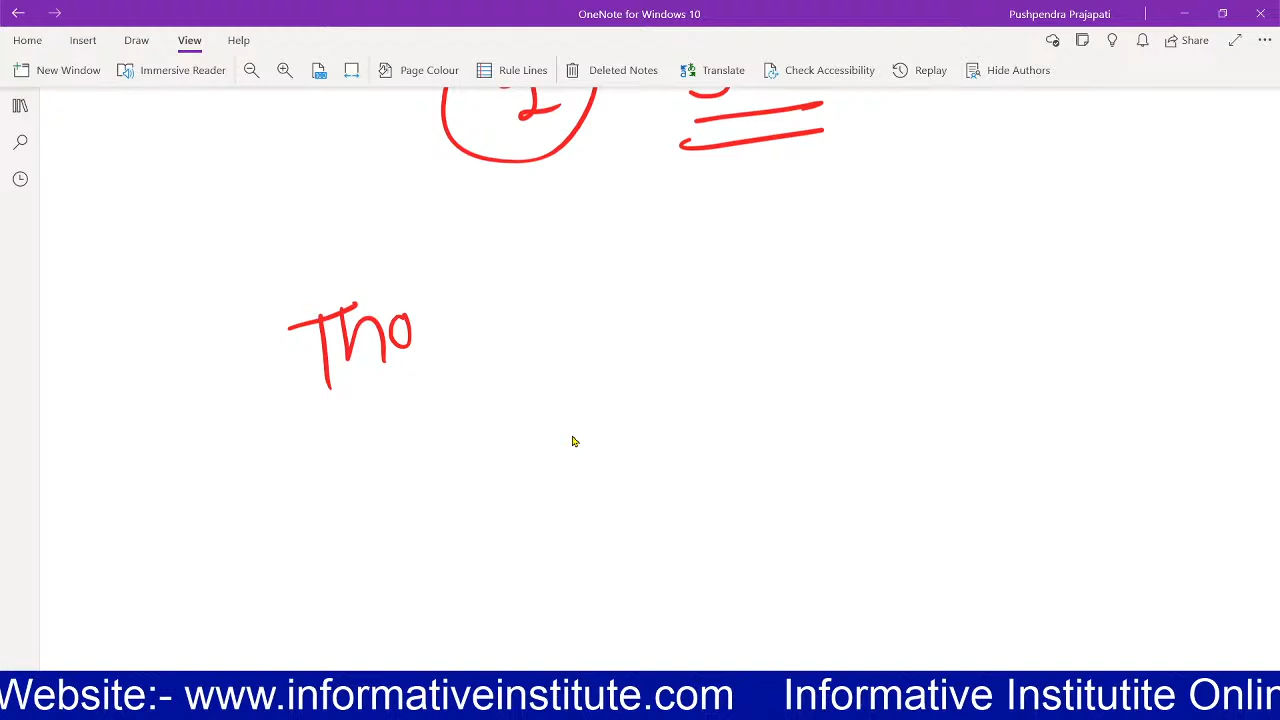 OneNote for Windows 10 Pushpendra Prajapati
Home Insert Draw View Help Share
New Window Immersive Reader Page Colour Rule Lines Deleted Notes Translate Check Accessibility Replay Hide Authors
2
Tho
Website:- www.informativeinstitute.com Informative Institutite Onlin